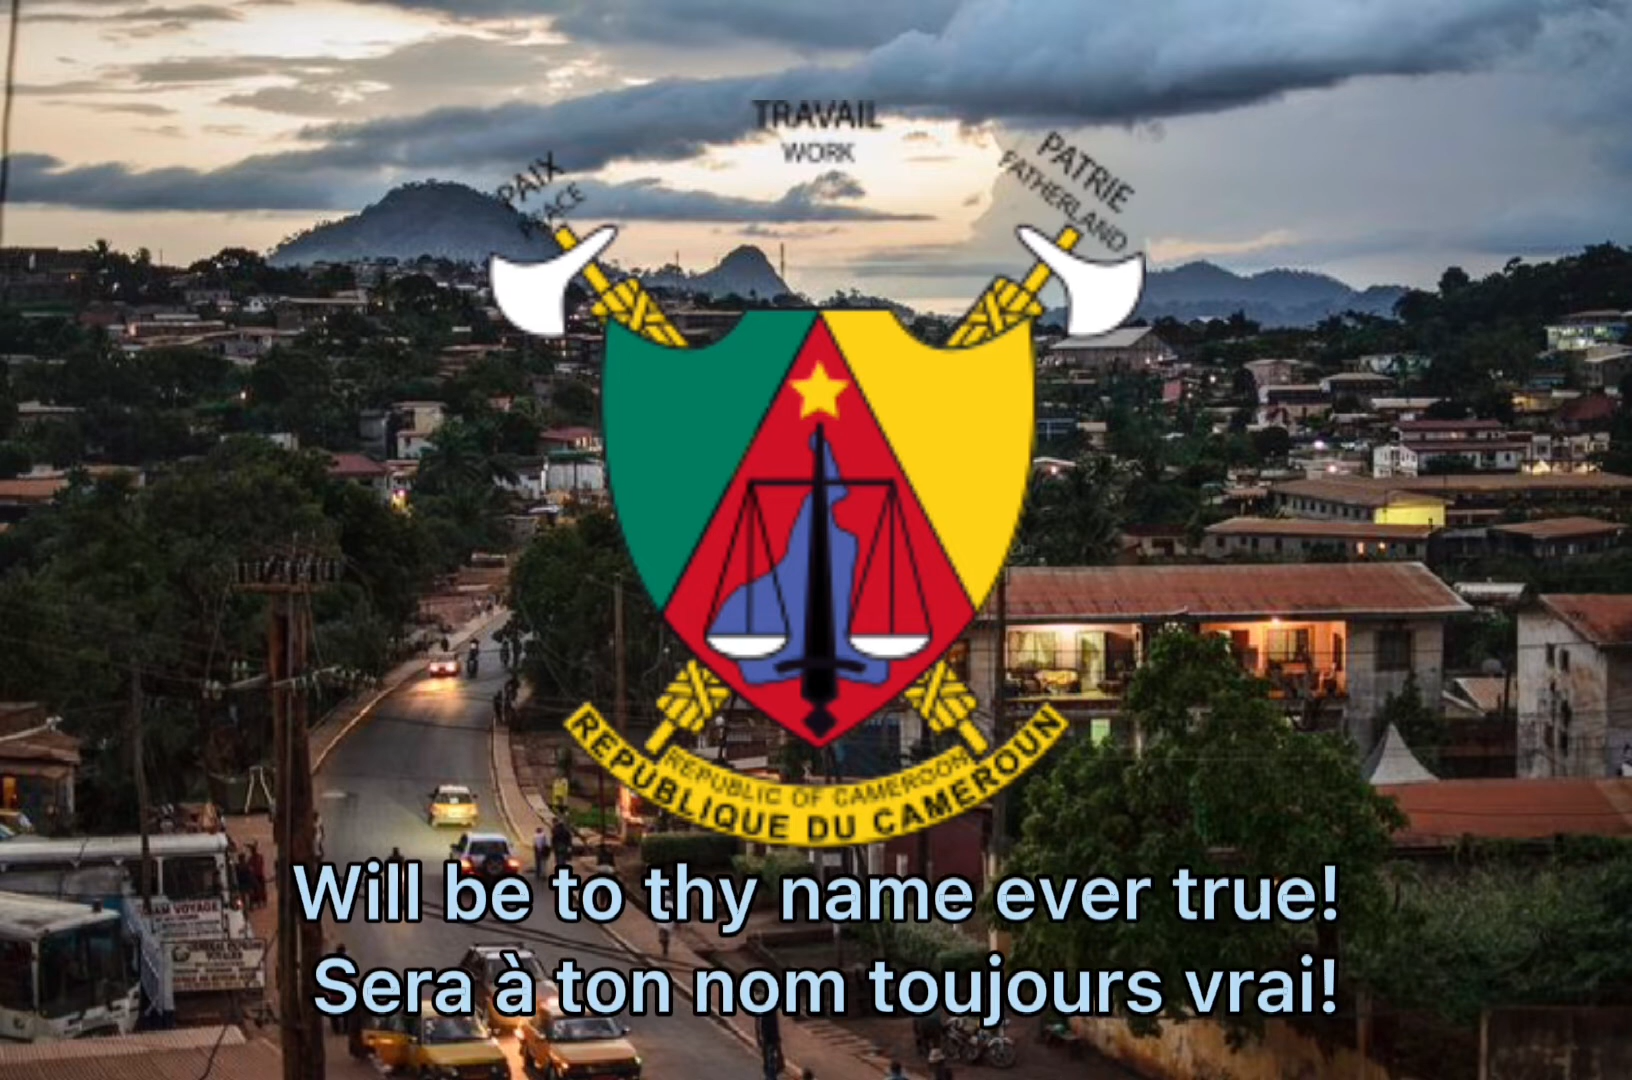 TRAVAIL
WORK
PAIX
PATRIE
FATHERLAND
REPUBLIC OF CAMEROON
REPUBLIQUE DU CAMEROUN
Will be to thy name ever true!
Sera à ton nom toujours vrai!